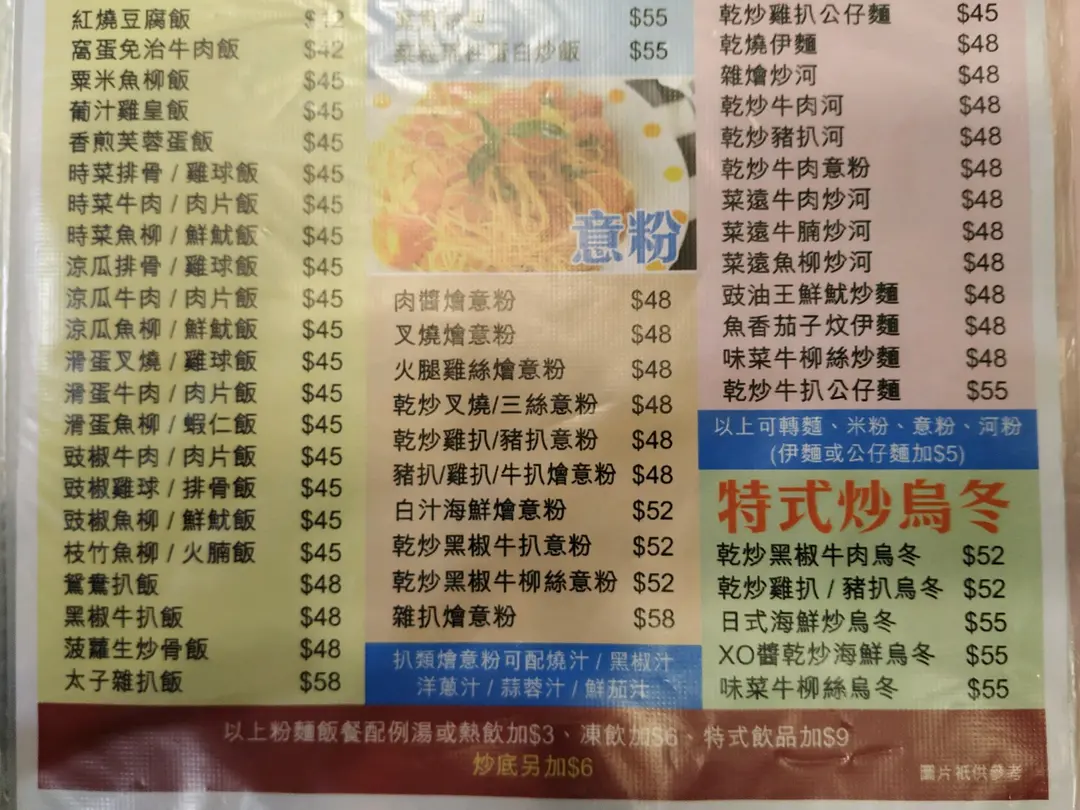 紅燒豆腐飯 $42
窩蛋免治牛肉飯 $42
粟米魚柳飯 $45
葡汁雞皇飯 $45
香煎芙蓉蛋飯 $45
時菜排骨 / 雞球飯 $45
時菜牛肉 / 肉片飯 $45
時菜魚柳 / 鮮魷飯 $45
涼瓜排骨 / 雞球飯 $45
涼瓜牛肉 / 肉片飯 $45
涼瓜魚柳 / 鮮魷飯 $45
滑蛋叉燒 / 雞球飯 $45
滑蛋牛肉 / 肉片飯 $45
滑蛋魚柳 / 蝦仁飯 $45
豉椒牛肉 / 肉片飯 $45
豉椒雞球 / 排骨飯 $45
豉椒魚柳 / 鮮魷飯 $45
枝竹魚柳 / 火腩飯 $45
鴛鴦扒飯 $48
黑椒牛扒飯 $48
菠蘿生炒骨飯 $48
太子雜扒飯 $58
$55
蛋白炒飯 $55
意粉
肉醬燴意粉 $48
叉燒燴意粉 $48
火腿雞絲燴意粉 $48
乾炒叉燒/三絲意粉 $48
乾炒雞扒/豬扒意粉 $48
豬扒/雞扒/牛扒燴意粉 $48
白汁海鮮燴意粉 $52
乾炒黑椒牛扒意粉 $52
乾炒黑椒牛柳絲意粉 $52
雜扒燴意粉 $58
扒類燴意粉可配燒汁 / 黑椒汁
洋蔥汁 / 蒜蓉汁 / 鮮茄汁
乾炒雞扒公仔麵 $45
乾燒伊麵 $48
雜燴炒河 $48
乾炒牛肉河 $48
乾炒豬扒河 $48
乾炒牛肉意粉 $48
菜遠牛肉炒河 $48
菜遠牛腩炒河 $48
菜遠魚柳炒河 $48
豉油王鮮魷炒麵 $48
魚香茄子炆伊麵 $48
味菜牛柳絲炒麵 $48
乾炒牛扒公仔麵 $55
以上可轉麵、米粉、意粉、河粉
(伊麵或公仔麵加$5)
特式炒烏冬
乾炒黑椒牛肉烏冬 $52
乾炒雞扒 / 豬扒烏冬 $52
日式海鮮炒烏冬 $55
XO醬乾炒海鮮烏冬 $55
味菜牛柳絲烏冬 $55
以上粉麵飯餐配例湯或熱飲加$3、凍飲加$6、特式飲品加$9
炒底另加$6
圖片祇供參考